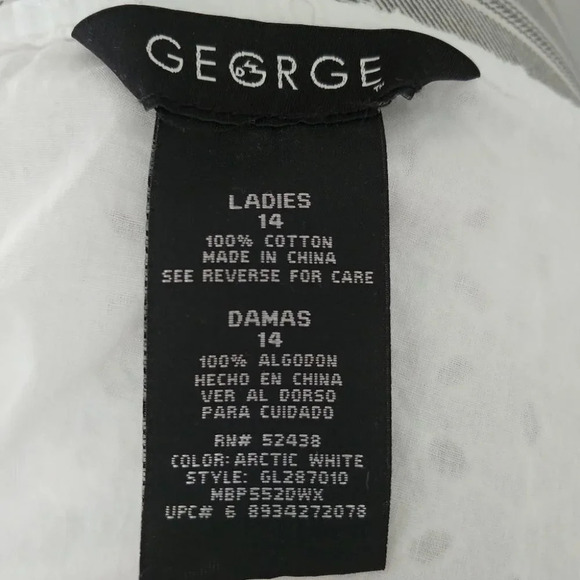 GEORGE™
LADIES
14
100% COTTON
MADE IN CHINA
SEE REVERSE FOR CARE
DAMAS
14
100% ALGODON
HECHO EN CHINA
VER AL DORSO
PARA CUIDADO
RN# 52438
COLOR: ARCTIC WHITE
STYLE: GL287010
MBP552DWX
UPC# 6 8934272078